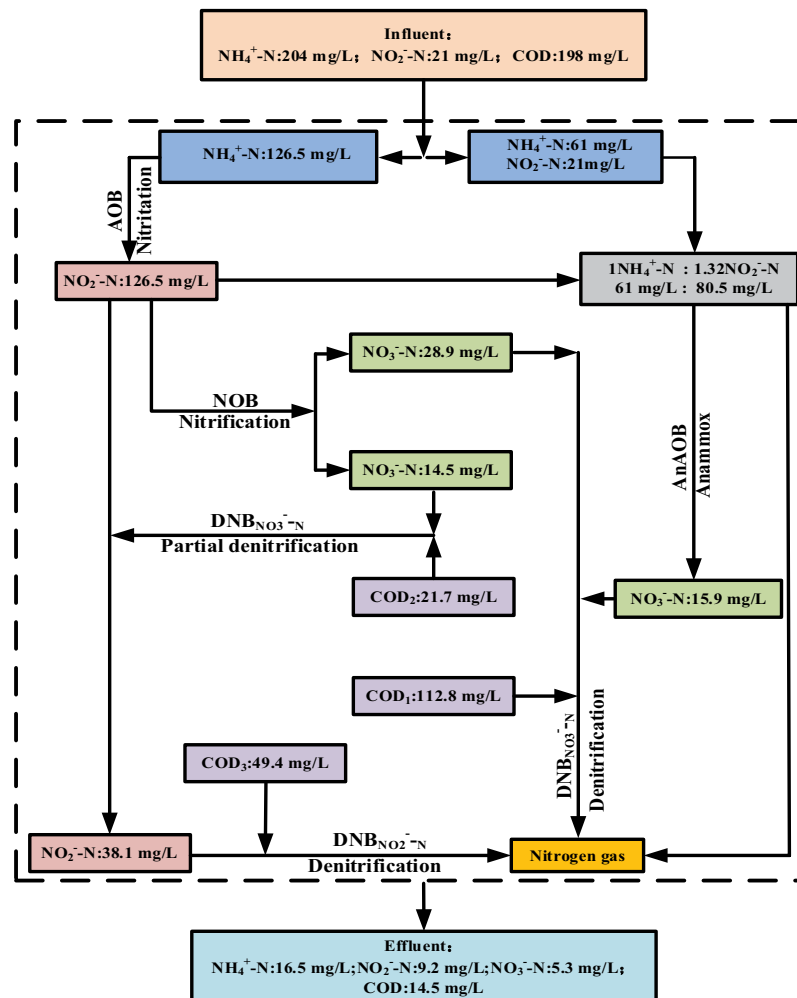 Influent：
NH₄⁺-N:204 mg/L；NO₂⁻-N:21 mg/L；COD:198 mg/L
NH₄⁺-N:126.5 mg/L
NH₄⁺-N:61 mg/L
NO₂⁻-N:21mg/L
AOB
Nitritation
NO₂⁻-N:126.5 mg/L
1NH₄⁺-N : 1.32NO₂⁻-N
61 mg/L : 80.5 mg/L
NO₃⁻-N:28.9 mg/L
NOB
Nitrification
NO₃⁻-N:14.5 mg/L
AnAOB
Anammox
DNB_NO3⁻-N
Partial denitrification
COD₂:21.7 mg/L
NO₃⁻-N:15.9 mg/L
COD₁:112.8 mg/L
DNB_NO3⁻-N
Denitrification
COD₃:49.4 mg/L
NO₂⁻-N:38.1 mg/L
DNB_NO2⁻-N
Denitrification
Nitrogen gas
Effluent：
NH₄⁺-N:16.5 mg/L;NO₂⁻-N:9.2 mg/L;NO₃⁻-N:5.3 mg/L；
COD:14.5 mg/L